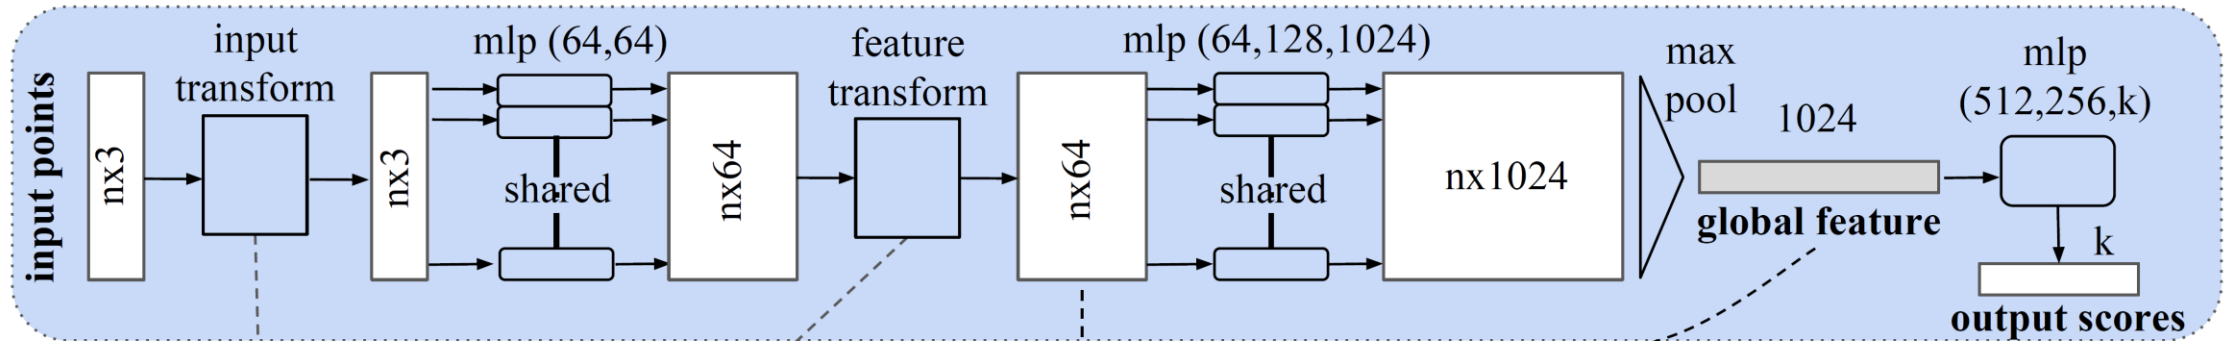 input points
nx3
input
transform
nx3
mlp (64,64)
shared
nx64
feature
transform
nx64
mlp (64,128,1024)
shared
nx1024
max
pool
1024
global feature
mlp
(512,256,k)
k
output scores